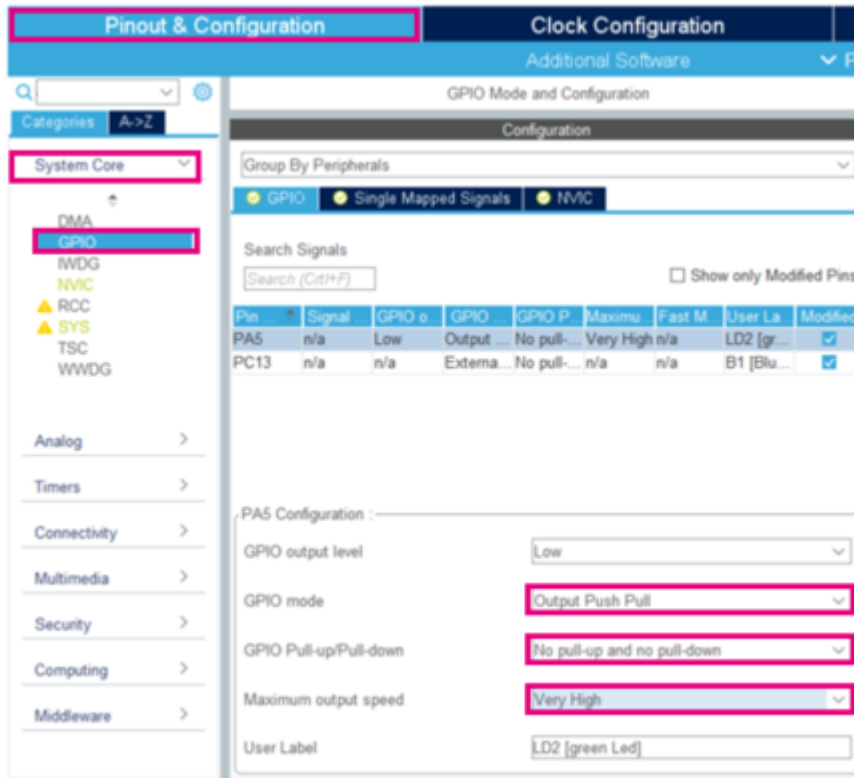 Pinout & Configuration
Clock Configuration
Additional Software
P
GPIO Mode and Configuration
Categories
A->Z
Configuration
System Core
Group By Peripherals
GPIO
Single Mapped Signals
NVIC
DMA
GPIO
IWDG
NVIC
RCC
SYS
TSC
WWDG
Search Signals
Search (Crtl+F)
Show only Modified Pins
Pin ... Signal ... GPIO o... GPIO ... GPIO P... Maximu... Fast M... User La... Modified
PA5 n/a Low Output ... No pull-... Very High n/a LD2 [gr...
PC13 n/a n/a Externa... No pull-... n/a n/a B1 [Blu...
Analog
Timers
Connectivity
Multimedia
Security
Computing
Middleware
PA5 Configuration :
GPIO output level Low
GPIO mode Output Push Pull
GPIO Pull-up/Pull-down No pull-up and no pull-down
Maximum output speed Very High
User Label LD2 [green Led]